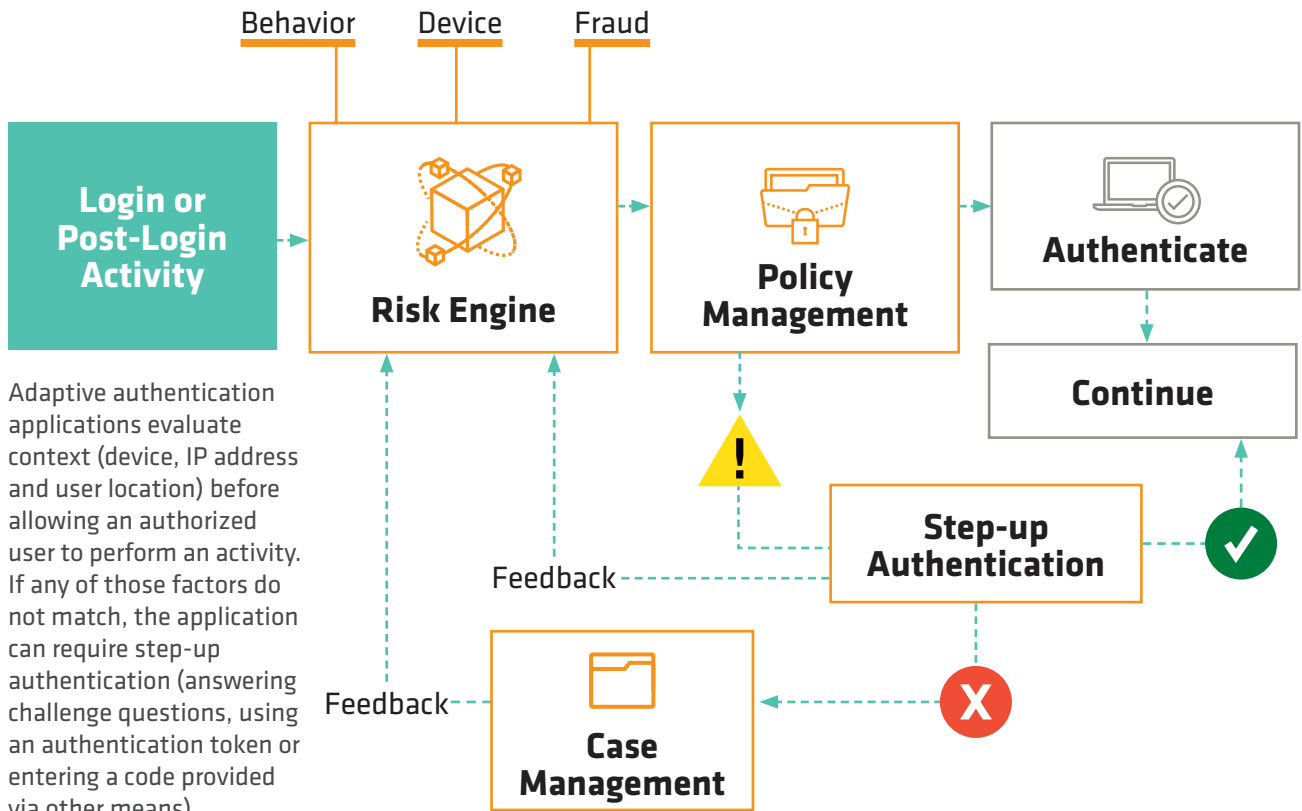 Behavior
Device
Fraud
Login or
Post-Login
Activity
Risk Engine
Policy
Management
Authenticate
Continue
Adaptive authentication
applications evaluate
context (device, IP address
and user location) before
allowing an authorized
user to perform an activity.
If any of those factors do
not match, the application
can require step-up
authentication (answering
challenge questions, using
an authentication token or
entering a code provided
via other means)
!
Step-up
Authentication
Feedback
X
Feedback
Case
Management